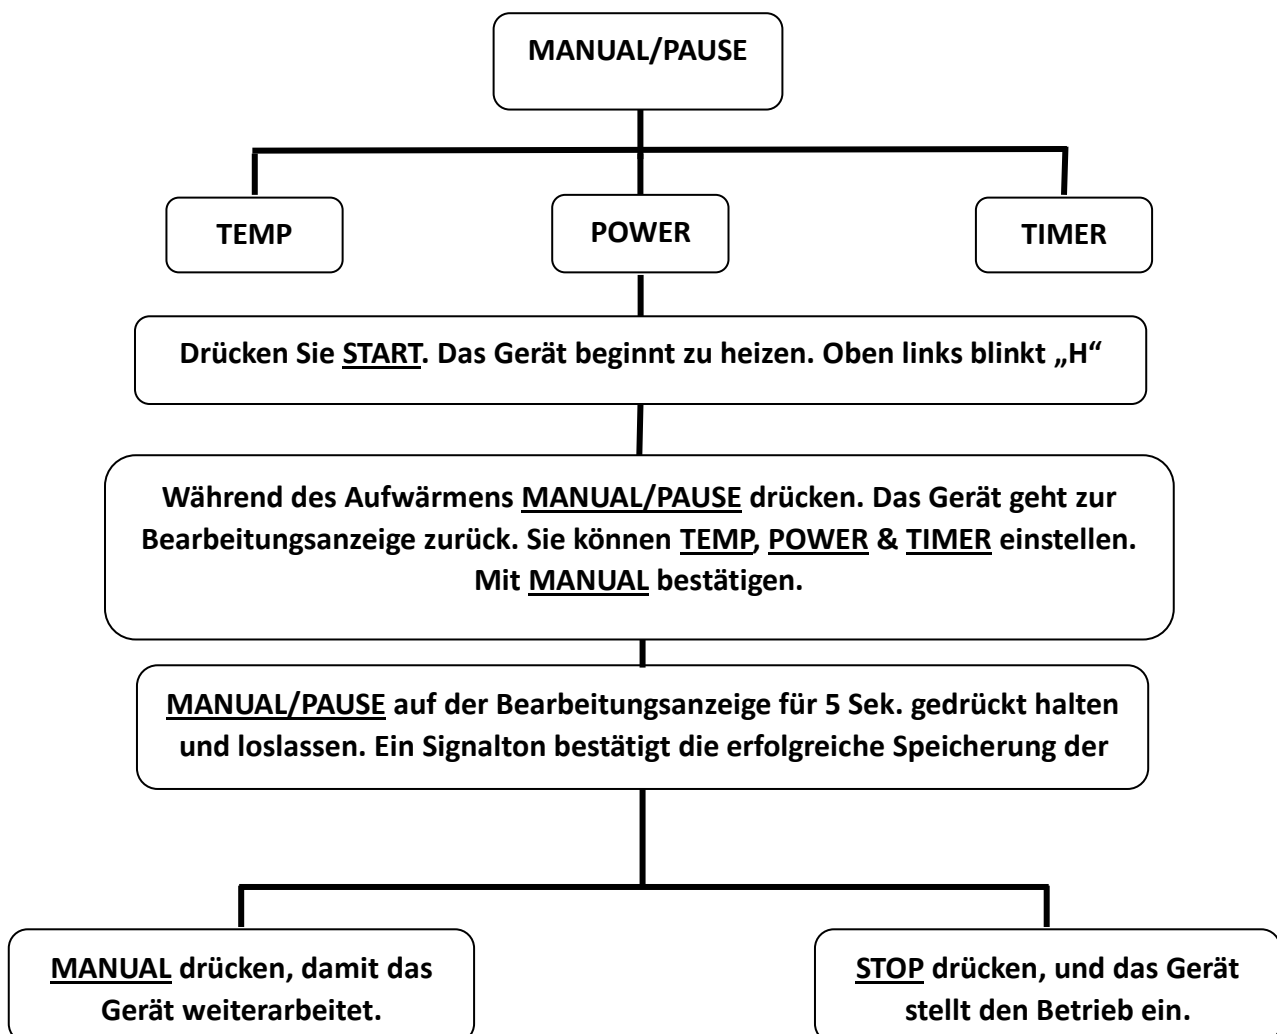 MANUAL/PAUSE
TEMP
POWER
TIMER
Drücken Sie START. Das Gerät beginnt zu heizen. Oben links blinkt „H“
Während des Aufwärmens MANUAL/PAUSE drücken. Das Gerät geht zur
Bearbeitungsanzeige zurück. Sie können TEMP, POWER & TIMER einstellen.
Mit MANUAL bestätigen.
MANUAL/PAUSE auf der Bearbeitungsanzeige für 5 Sek. gedrückt halten
und loslassen. Ein Signalton bestätigt die erfolgreiche Speicherung der
MANUAL drücken, damit das
Gerät weiterarbeitet.
STOP drücken, und das Gerät
stellt den Betrieb ein.